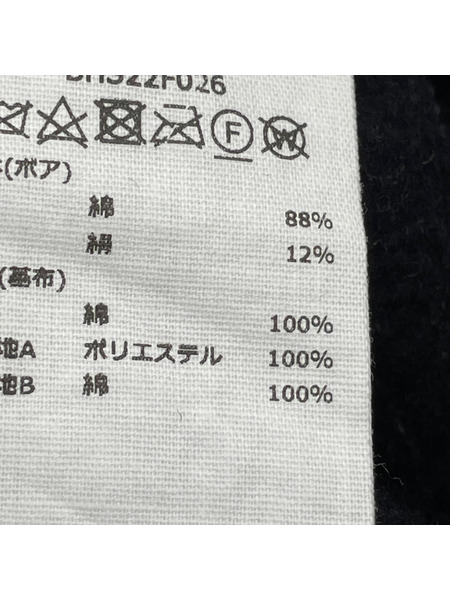 (ボア)
綿 88%
絹 12%
(基布)
綿 100%
地A ポリエステル 100%
地B 綿 100%